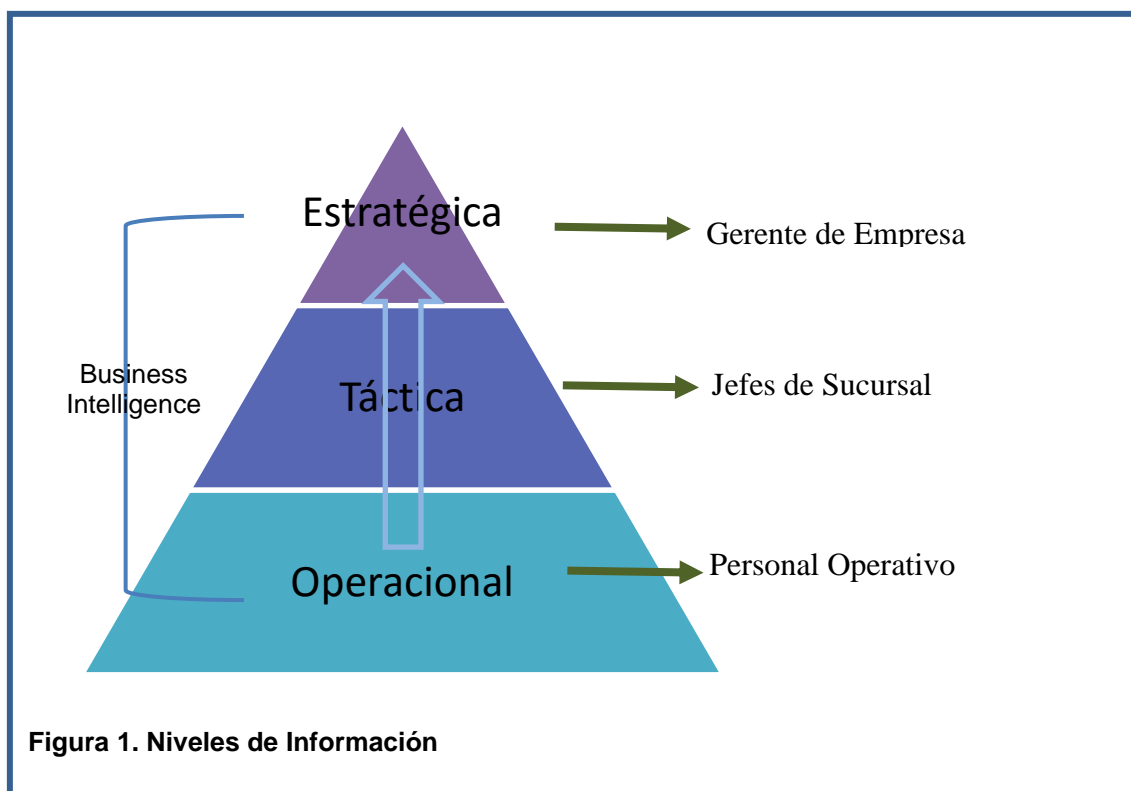 Estratégica
Gerente de Empresa
Business
Intelligence
Táctica
Jefes de Sucursal
Operacional
Personal Operativo
Figura 1. Niveles de Información